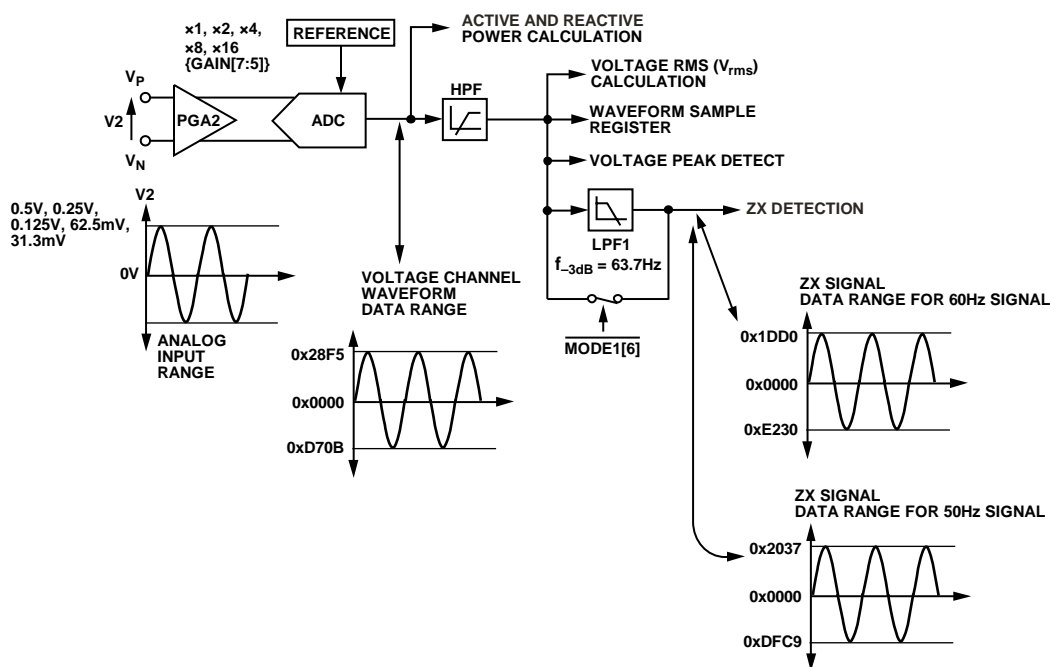 ×1, ×2, ×4,
×8, ×16
{GAIN[7:5]}
REFERENCE
ACTIVE AND REACTIVE
POWER CALCULATION
VP
V2
VN
PGA2
ADC
HPF
VOLTAGE RMS (Vrms)
CALCULATION
WAVEFORM SAMPLE
REGISTER
VOLTAGE PEAK DETECT
ZX DETECTION
LPF1
f–3dB = 63.7Hz
MODE1[6]
V2
0.5V, 0.25V,
0.125V, 62.5mV,
31.3mV
0V
ANALOG
INPUT
RANGE
VOLTAGE CHANNEL
WAVEFORM
DATA RANGE
0x28F5
0x0000
0xD70B
ZX SIGNAL
DATA RANGE FOR 60Hz SIGNAL
0x1DD0
0x0000
0xE230
ZX SIGNAL
DATA RANGE FOR 50Hz SIGNAL
0x2037
0x0000
0xDFC9